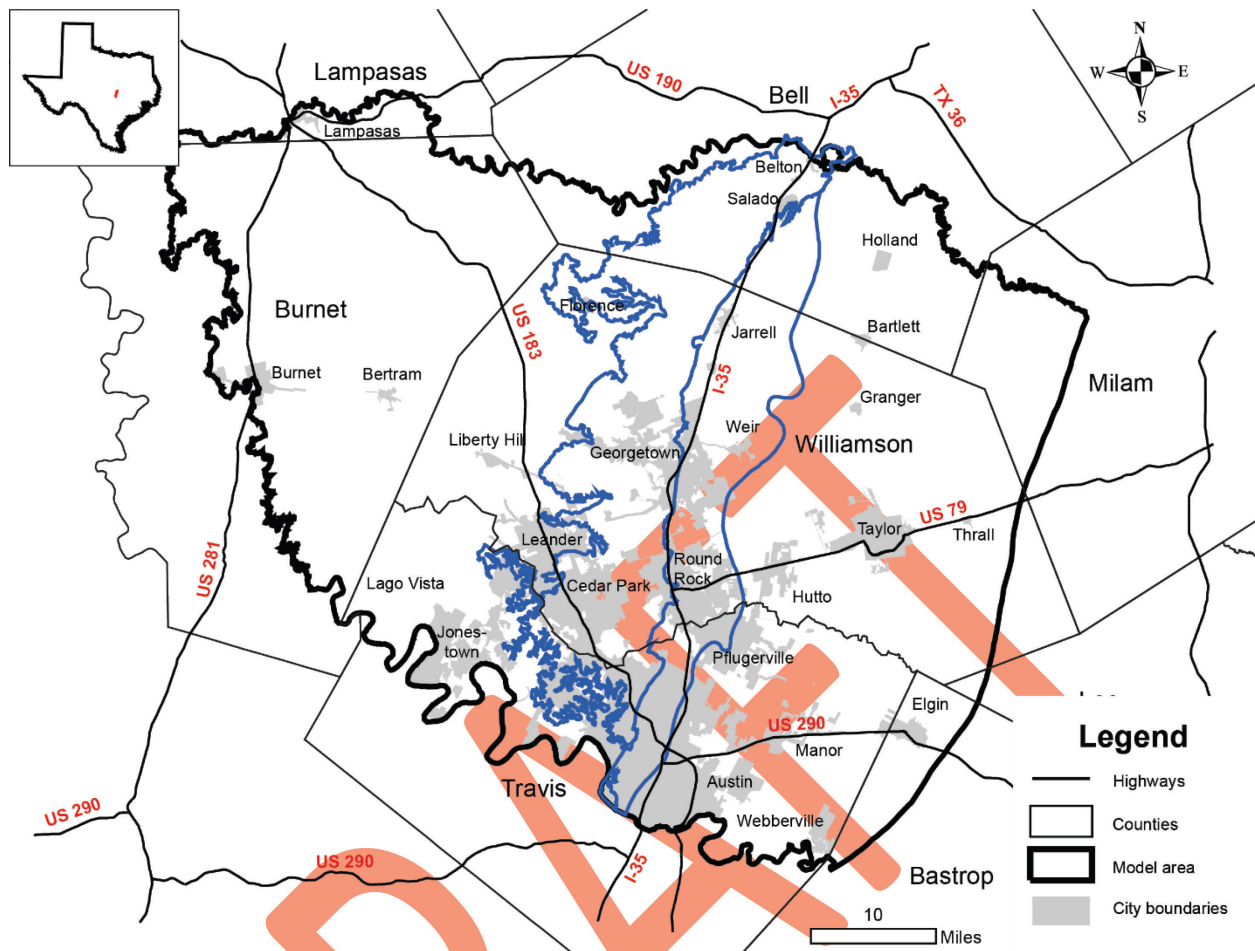 N
W E
S
Lampasas
US 190
Bell
I-35
TX 36
Lampasas
Belton
Salado
Holland
Burnet
US 183
Florence
Jarrell
Bartlett
I-35
Milam
Burnet
Bertram
Granger
Weir
Williamson
Liberty Hill
Georgetown
US 79
Taylor
Thrall
Leander
Round
Rock
US 281
Lago Vista
Cedar Park
Hutto
Jones-
town
Pflugerville
Elgin
US 290
Manor
Travis
Austin
Webberville
US 290
US 290
I-35
Bastrop
10
Miles
Legend
Highways
Counties
Model area
City boundaries